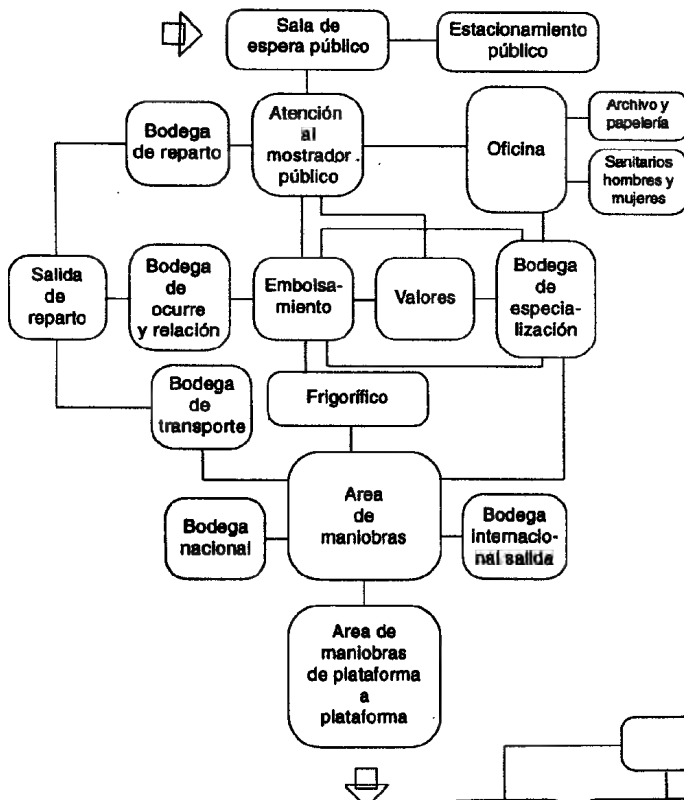 Sala de
espera público
Estacionamiento
público
Atención
al
mostrador
público
Bodega
de reparto
Oficina
Archivo y
papelería
Sanitarios
hombres y
mujeres
Salida
de
reparto
Bodega
de
ocurre
y relación
Embolsa-
miento
Valores
Bodega
de
especia-
lización
Bodega
de
transporte
Frigorífico
Area
de
maniobras
Bodega
nacional
Bodega
internacio-
nal salida
Area de
maniobras
de plataforma
a
plataforma